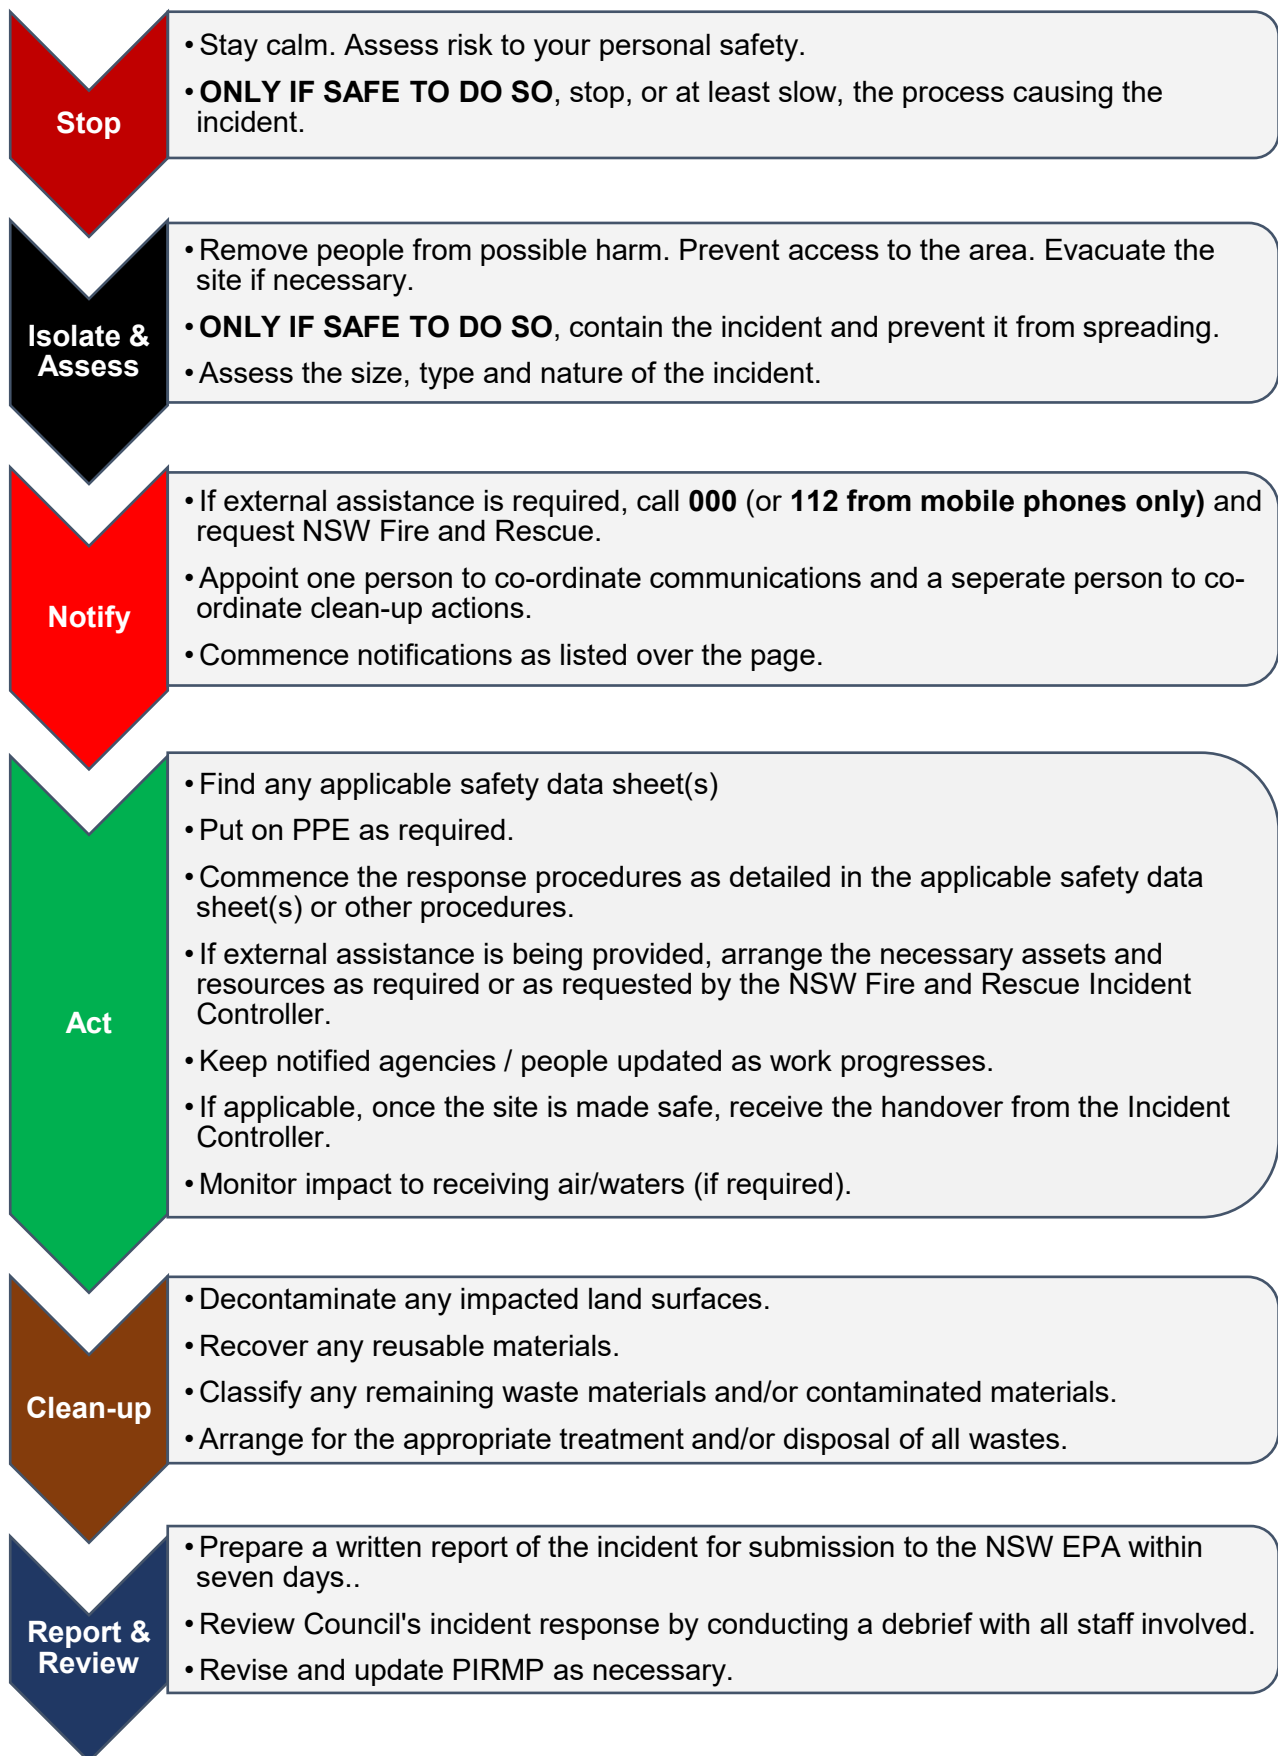 Stop
• Stay calm. Assess risk to your personal safety.
• ONLY IF SAFE TO DO SO, stop, or at least slow, the process causing the
incident.
Isolate &
Assess
• Remove people from possible harm. Prevent access to the area. Evacuate the
site if necessary.
• ONLY IF SAFE TO DO SO, contain the incident and prevent it from spreading.
• Assess the size, type and nature of the incident.
Notify
• If external assistance is required, call 000 (or 112 from mobile phones only) and
request NSW Fire and Rescue.
• Appoint one person to co-ordinate communications and a seperate person to co-
ordinate clean-up actions.
• Commence notifications as listed over the page.
Act
• Find any applicable safety data sheet(s)
• Put on PPE as required.
• Commence the response procedures as detailed in the applicable safety data
sheet(s) or other procedures.
• If external assistance is being provided, arrange the necessary assets and
resources as required or as requested by the NSW Fire and Rescue Incident
Controller.
• Keep notified agencies / people updated as work progresses.
• If applicable, once the site is made safe, receive the handover from the Incident
Controller.
• Monitor impact to receiving air/waters (if required).
Clean-up
• Decontaminate any impacted land surfaces.
• Recover any reusable materials.
• Classify any remaining waste materials and/or contaminated materials.
• Arrange for the appropriate treatment and/or disposal of all wastes.
Report &
Review
• Prepare a written report of the incident for submission to the NSW EPA within
seven days..
• Review Council's incident response by conducting a debrief with all staff involved.
• Revise and update PIRMP as necessary.